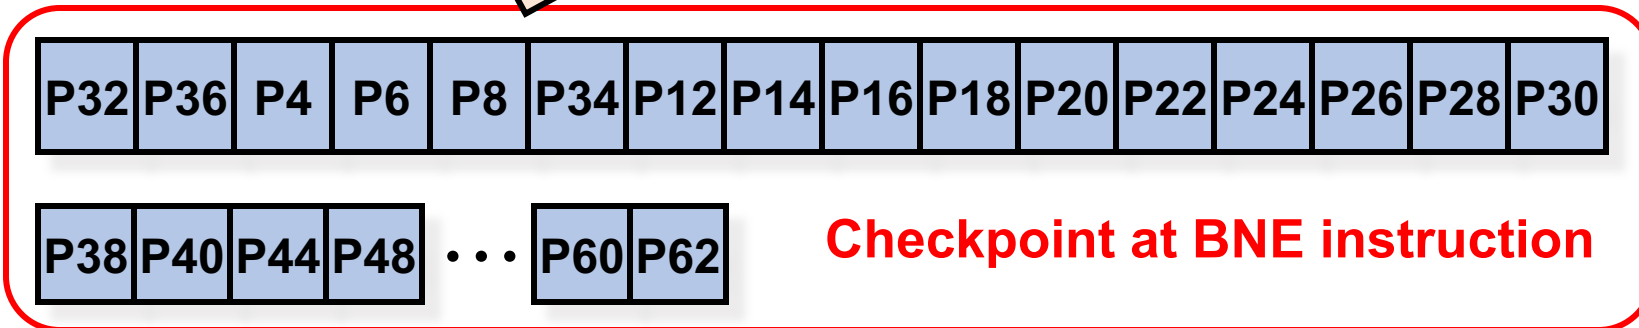 P32 P36 P4 P6 P8 P34 P12 P14 P16 P18 P20 P22 P24 P26 P28 P30
P38 P40 P44 P48 ... P60 P62 Checkpoint at BNE instruction